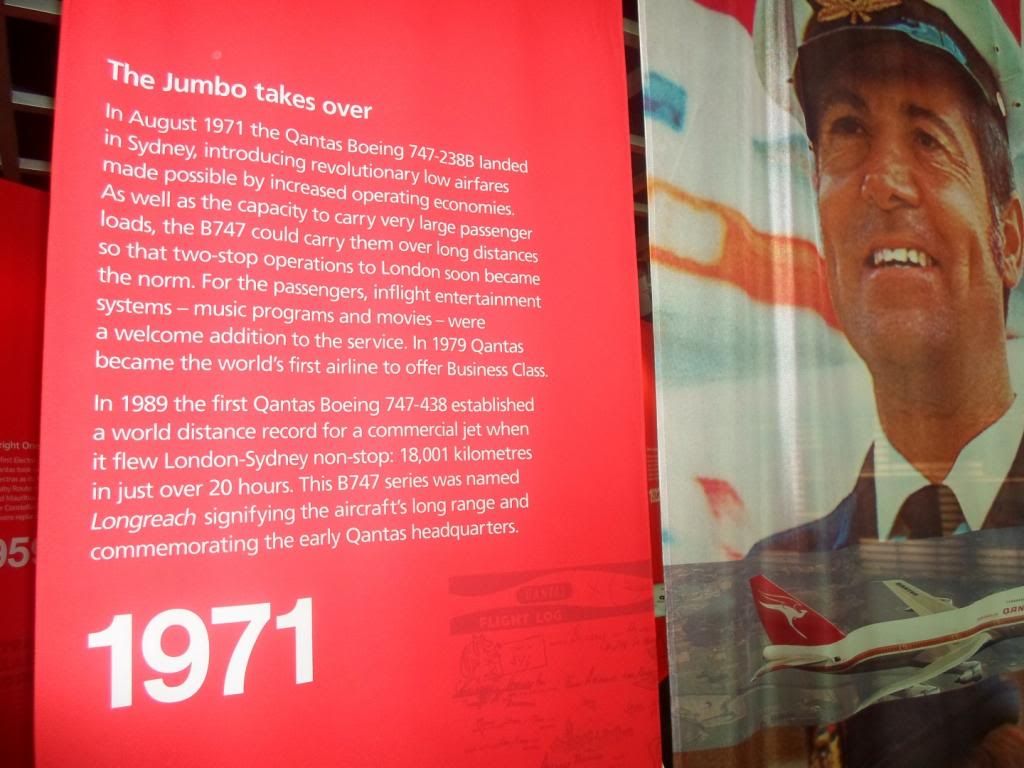 The Jumbo takes over
In August 1971 the Qantas Boeing 747-238B landed
in Sydney, introducing revolutionary low airfares
made possible by increased operating economies.
As well as the capacity to carry very large passenger
loads, the B747 could carry them over long distances
so that two-stop operations to London soon became
the norm. For the passengers, inflight entertainment
systems – music programs and movies – were
a welcome addition to the service. In 1979 Qantas
became the world's first airline to offer Business Class.
In 1989 the first Qantas Boeing 747-438 established
a world distance record for a commercial jet when
it flew London-Sydney non-stop: 18,001 kilometres
in just over 20 hours. This B747 series was named
Longreach signifying the aircraft's long range and
commemorating the early Qantas headquarters.
1971
QANTAS
FLIGHT LOG